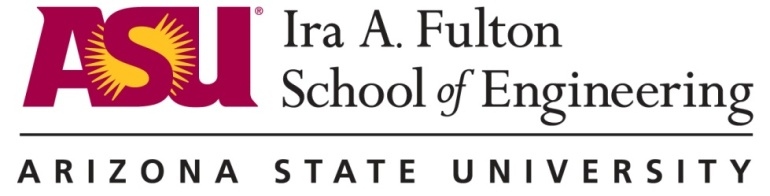 ASU®
Ira A. Fulton
School of Engineering
ARIZONA STATE UNIVERSITY